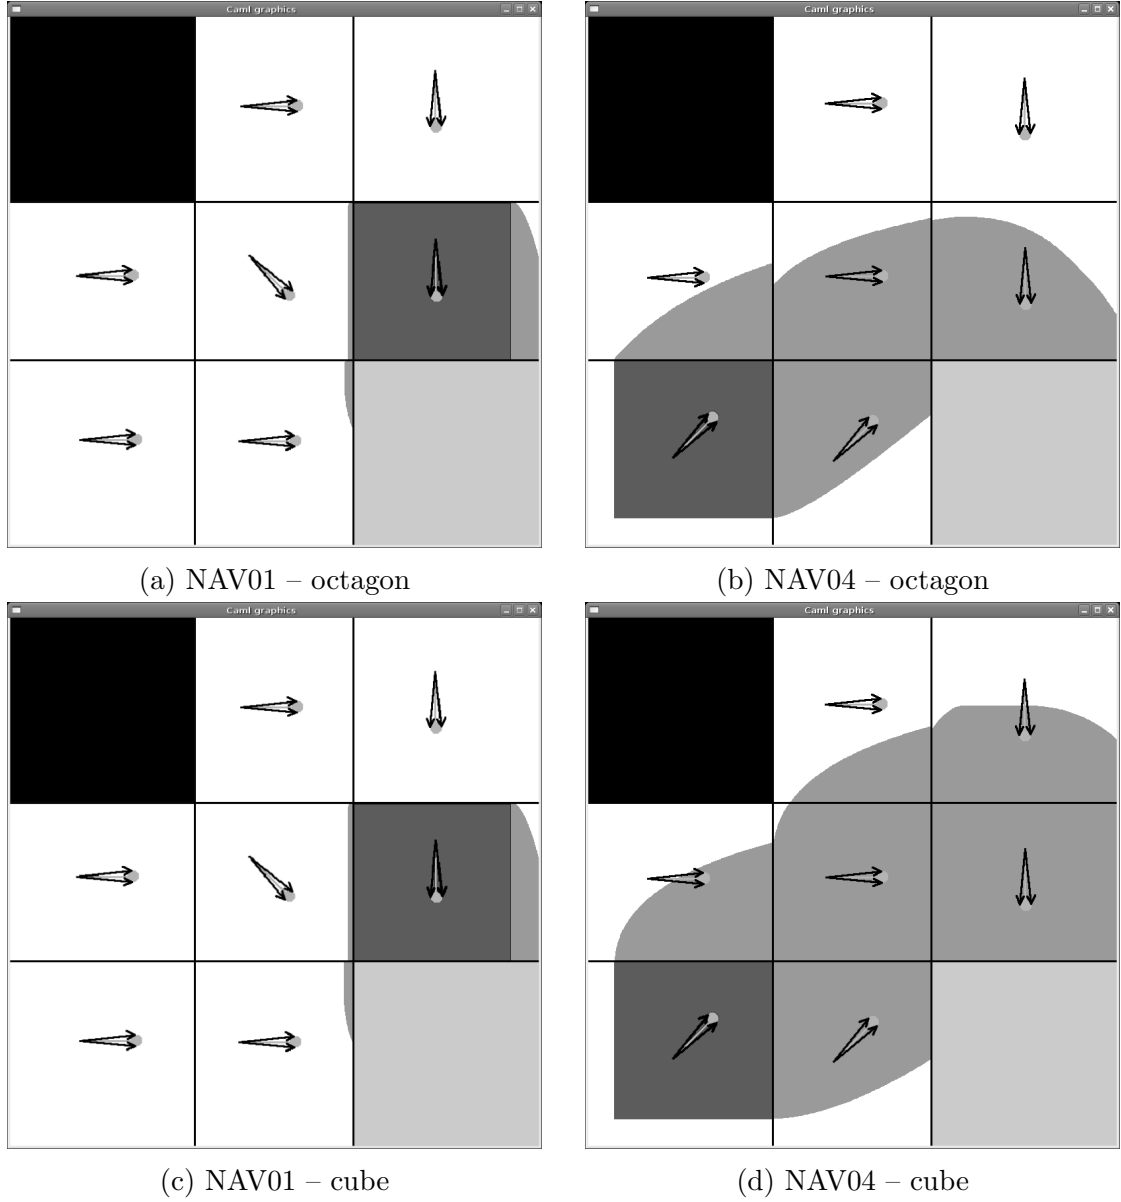 Caml graphics
Caml graphics
(a) NAV01 – octagon
(b) NAV04 – octagon
Caml graphics
Caml graphics
(c) NAV01 – cube
(d) NAV04 – cube